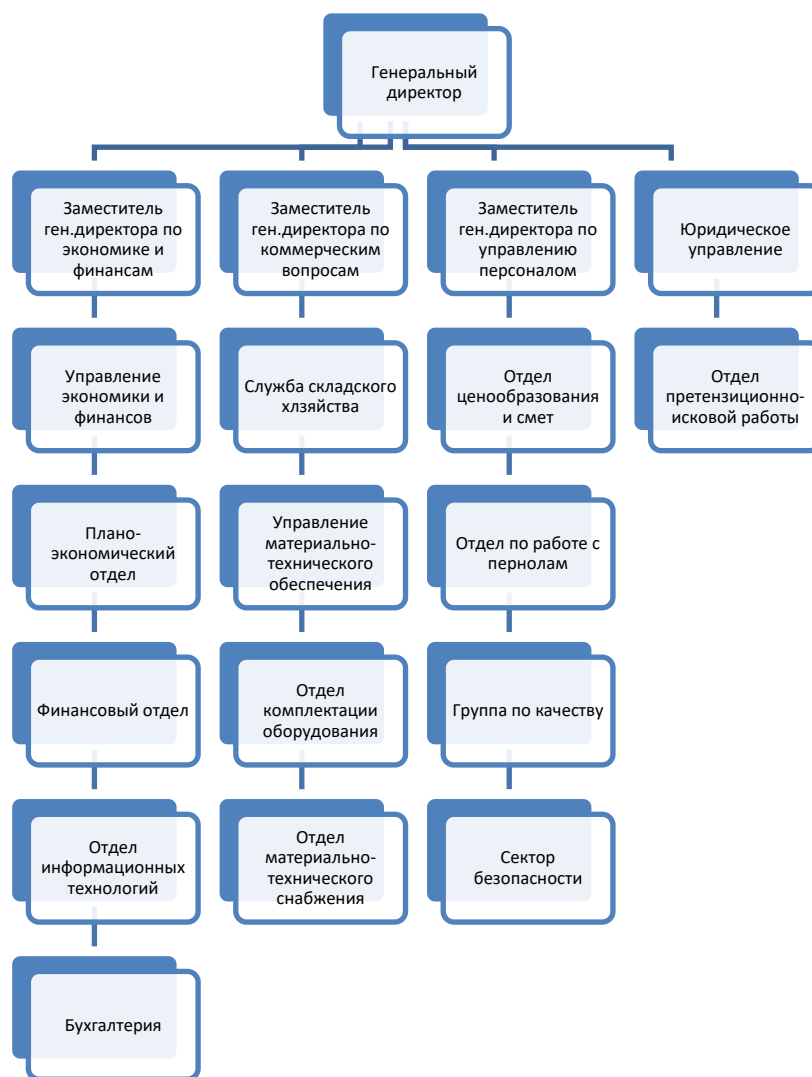 Генеральный
директор
Заместитель
ген.директора по
экономике и
финансам
Заместитель
ген.директора по
коммерческим
вопросам
Заместитель
ген.директора по
управлению
персоналом
Юридическое
управление
Управление
экономики и
финансов
Служба складского
хлзяйства
Отдел
ценообразования
и смет
Отдел
претензиционно-
исковой работы
Плано-
экономический
отдел
Управление
материально-
технического
обеспечения
Отдел по работе с
пернолам
Финансовый отдел
Отдел
комплектации
оборудования
Группа по качеству
Отдел
информационных
технологий
Отдел
материально-
технического
снабжения
Сектор
безопасности
Бухгалтерия